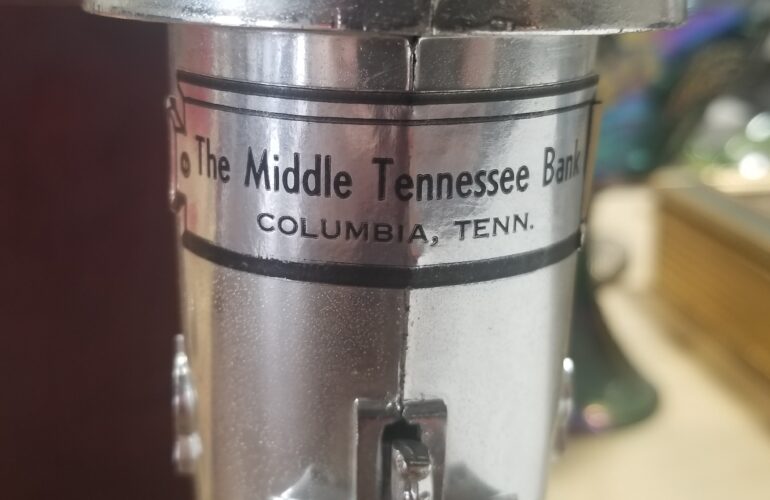 The Middle Tennessee Bank
COLUMBIA, TENN.